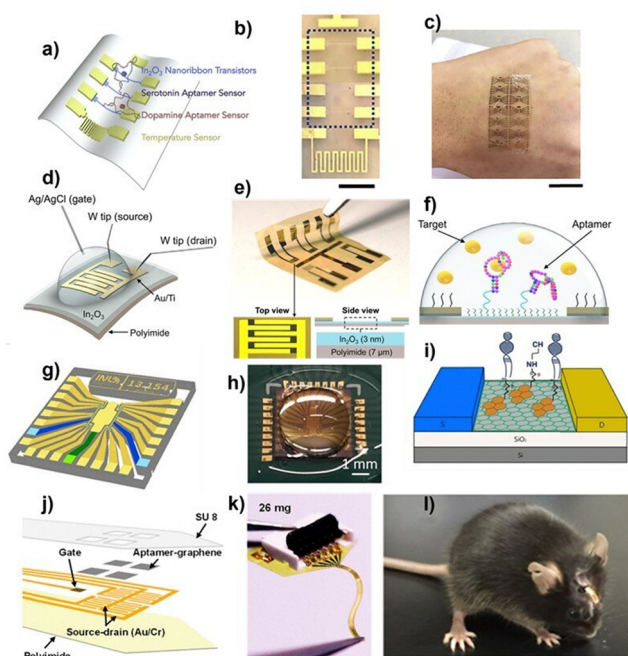 a)
In₂O₃ Nanoribbon Transistors
Serotonin Aptamer Sensor
Dopamine Aptamer Sensor
Temperature Sensor
b)
c)
d)
Ag/AgCl (gate)
W tip (source)
W tip (drain)
Au/Ti
In₂O₃
Polyimide
e)
Top view
Side view
In₂O₃ (3 nm)
Polyimide (7 µm)
f)
Target
Aptamer
g)
13.154
h)
1 mm
i)
CH
NH
S
D
SiO₂
Si
j)
SU 8
Gate
Aptamer-graphene
Source-drain (Au/Cr)
Polyimide
k)
26 mg
l)